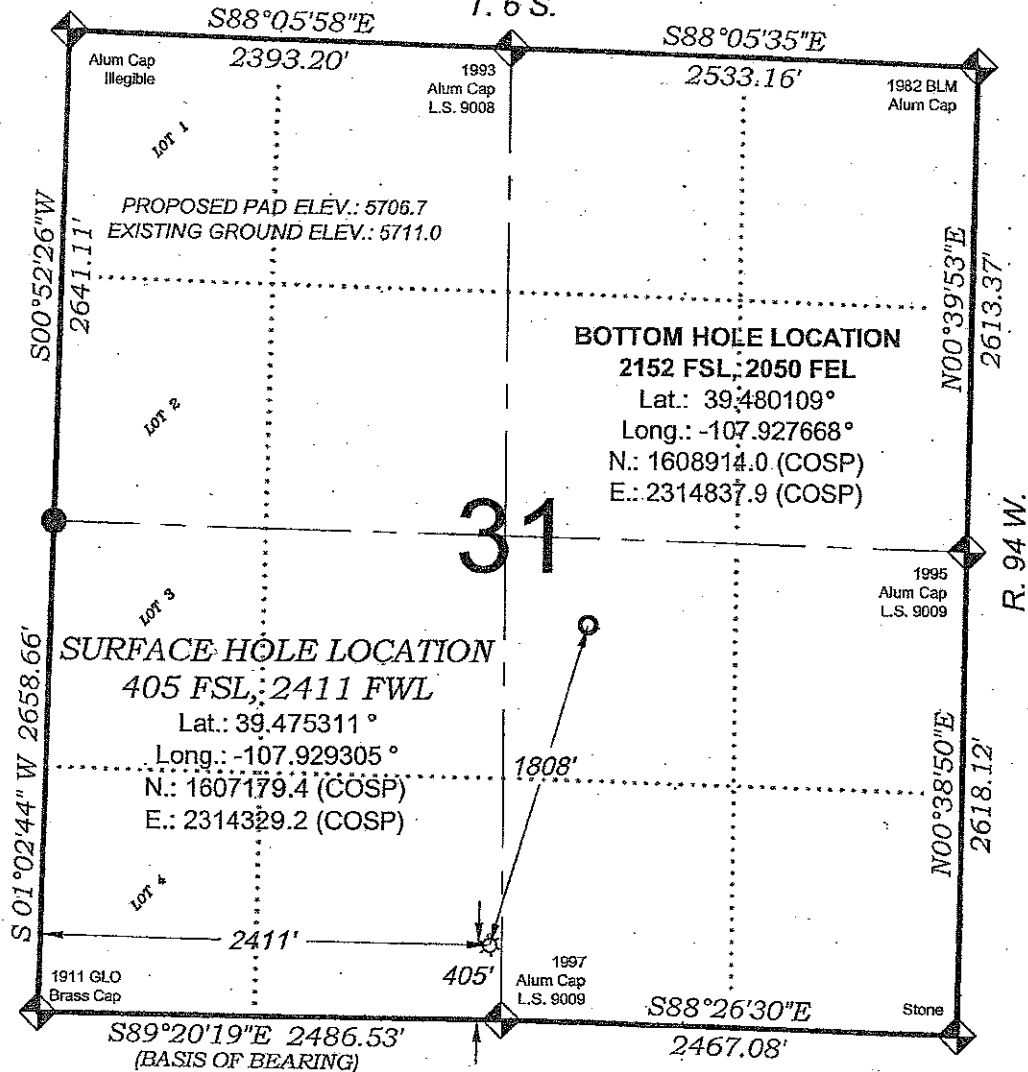 T. 6 S.
S88°05'58"E
2393.20'
S88°05'35"E
2533.16'
Alum Cap
Illegible
1993
Alum Cap
L.S. 9008
1982 BLM
Alum Cap
LOT 1
PROPOSED PAD ELEV.: 5706.7
EXISTING GROUND ELEV.: 5711.0
S00°52'26"W
2641.11'
N00°39'53"E
2613.37'
BOTTOM HOLE LOCATION
2152 FSL, 2050 FEL
Lat.: 39.480109°
Long.: -107.927668°
N.: 1608914.0 (COSP)
E.: 2314837.9 (COSP)
LOT 2
31
R. 94 W.
1995
Alum Cap
L.S. 9009
LOT 3
SURFACE HOLE LOCATION
405 FSL, 2411 FWL
Lat.: 39.475311 °
Long.: -107.929305 °
N.: 1607179.4 (COSP)
E.: 2314329.2 (COSP)
1808'
S 01°02'44" W 2658.66'
N00°38'50"E
2618.12'
LOT 4
2411'
405'
1911 GLO
Brass Cap
1997
Alum Cap
L.S. 9009
Stone
S89°20'19"E 2486.53'
(BASIS OF BEARING)
S88°26'30"E
2467.08'